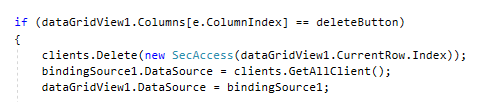 if (dataGridView1.Columns[e.ColumnIndex] == deleteButton)
{
clients.Delete(new SecAccess(dataGridView1.CurrentRow.Index));
bindingSource1.DataSource = clients.GetAllClient();
dataGridView1.DataSource = bindingSource1;